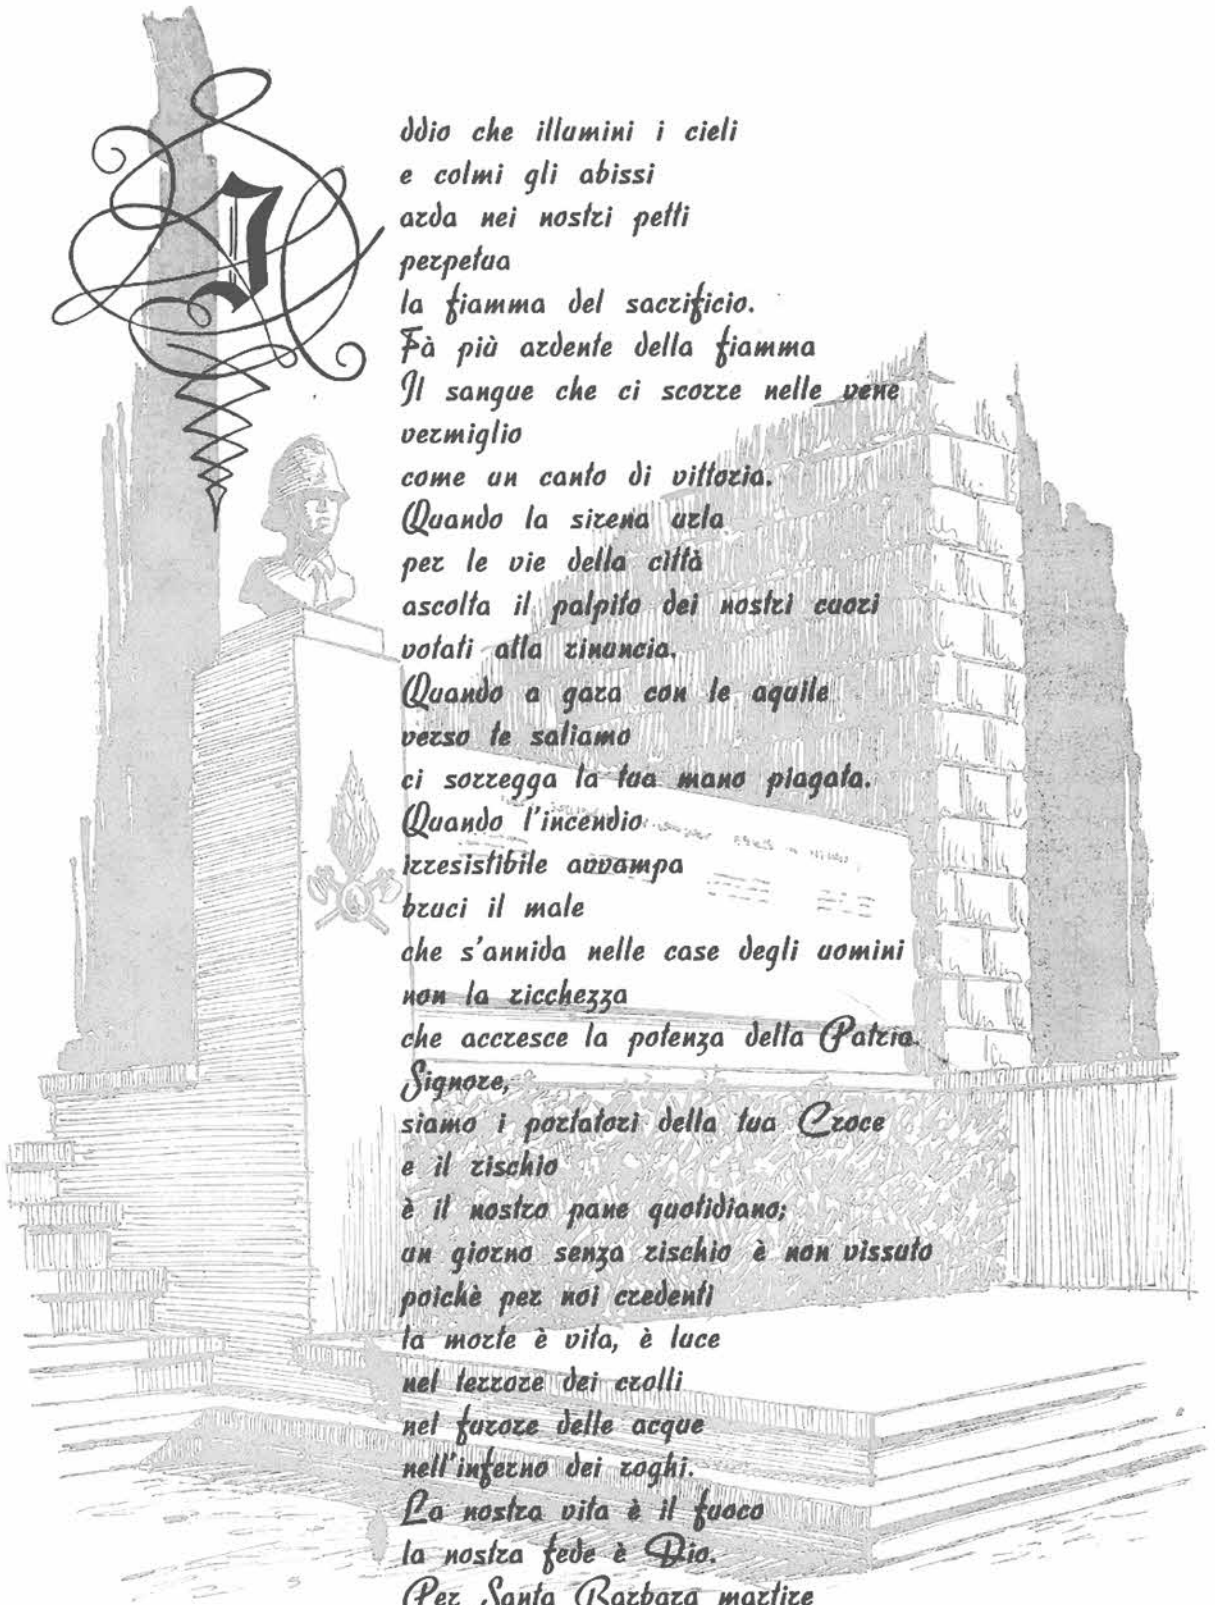 Iddio che illumini i cieli
e colmi gli abissi
arda nei nostri petti
perpetua
la fiamma del sacrificio.
Fà più ardente della fiamma
Il sangue che ci scorre nelle vene
vermiglio
come un canto di vittoria.
Quando la sirena urla
per le vie della città
ascolta il palpito dei nostri cuori
votati alla rinuncia.
Quando a gara con le aquile
verso te saliamo
ci sorregga la tua mano piagata.
Quando l'incendio
irresistibile avvampa
bruci il male
che s'annida nelle case degli uomini
non la ricchezza
che accresce la potenza della Patria.
Signore,
siamo i portatori della tua Croce
e il rischio
è il nostro pane quotidiano;
un giorno senza rischio è non vissuto
poichè per noi credenti
la morte è vita, è luce
nel terrore dei crolli
nel furore delle acque
nell'inferno dei roghi.
La nostra vita è il fuoco
la nostra fede è Dio.
Per Santa Barbara martire